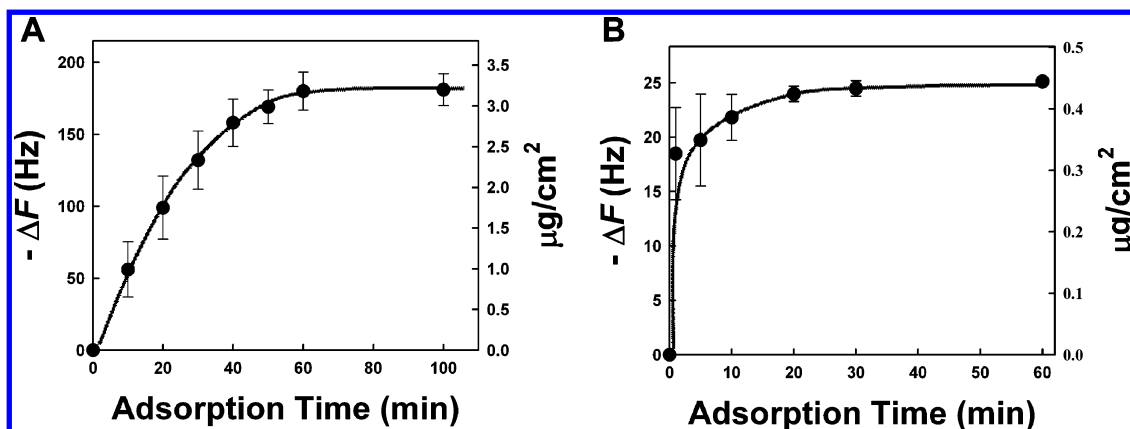 A
200
150
100
50
0
- ΔF (Hz)
3.5
3.0
2.5
2.0
1.5
1.0
0.5
0.0
μg/cm²
0 20 40 60 80 100
Adsorption Time (min)
B
25
20
15
10
5
0
- ΔF (Hz)
0.5
0.4
0.3
0.2
0.1
0.0
μg/cm²
0 10 20 30 40 50 60
Adsorption Time (min)